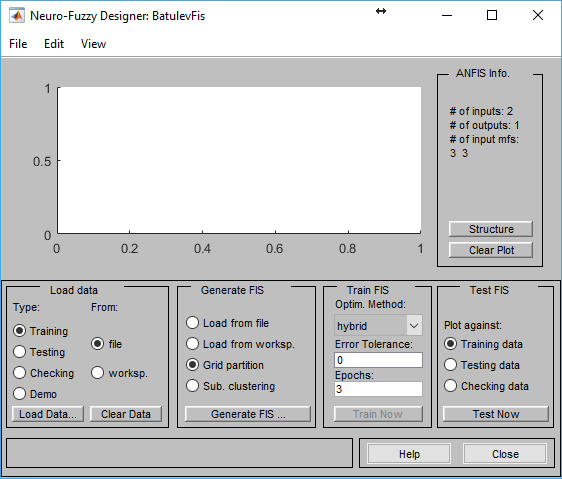 Neuro-Fuzzy Designer: BatulevFis
File Edit View
1
0.5
0
0 0.2 0.4 0.6 0.8 1
ANFIS Info.
# of inputs: 2
# of outputs: 1
# of input mfs:
3 3
Structure
Clear Plot
Load data
Type: From:
Training
file
Testing
worksp.
Checking
Demo
Load Data... Clear Data
Generate FIS
Load from file
Load from worksp.
Grid partition
Sub. clustering
Generate FIS ...
Train FIS
Optim. Method:
hybrid
Error Tolerance:
0
Epochs:
3
Train Now
Test FIS
Plot against:
Training data
Testing data
Checking data
Test Now
Help Close